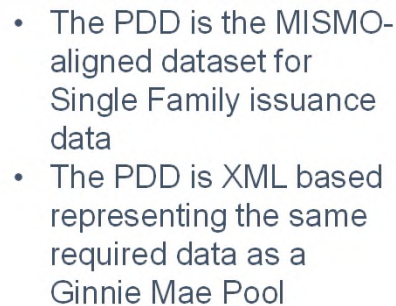 • The PDD is the MISMO-
aligned dataset for
Single Family issuance
data
• The PDD is XML based
representing the same
required data as a
Ginnie Mae Pool